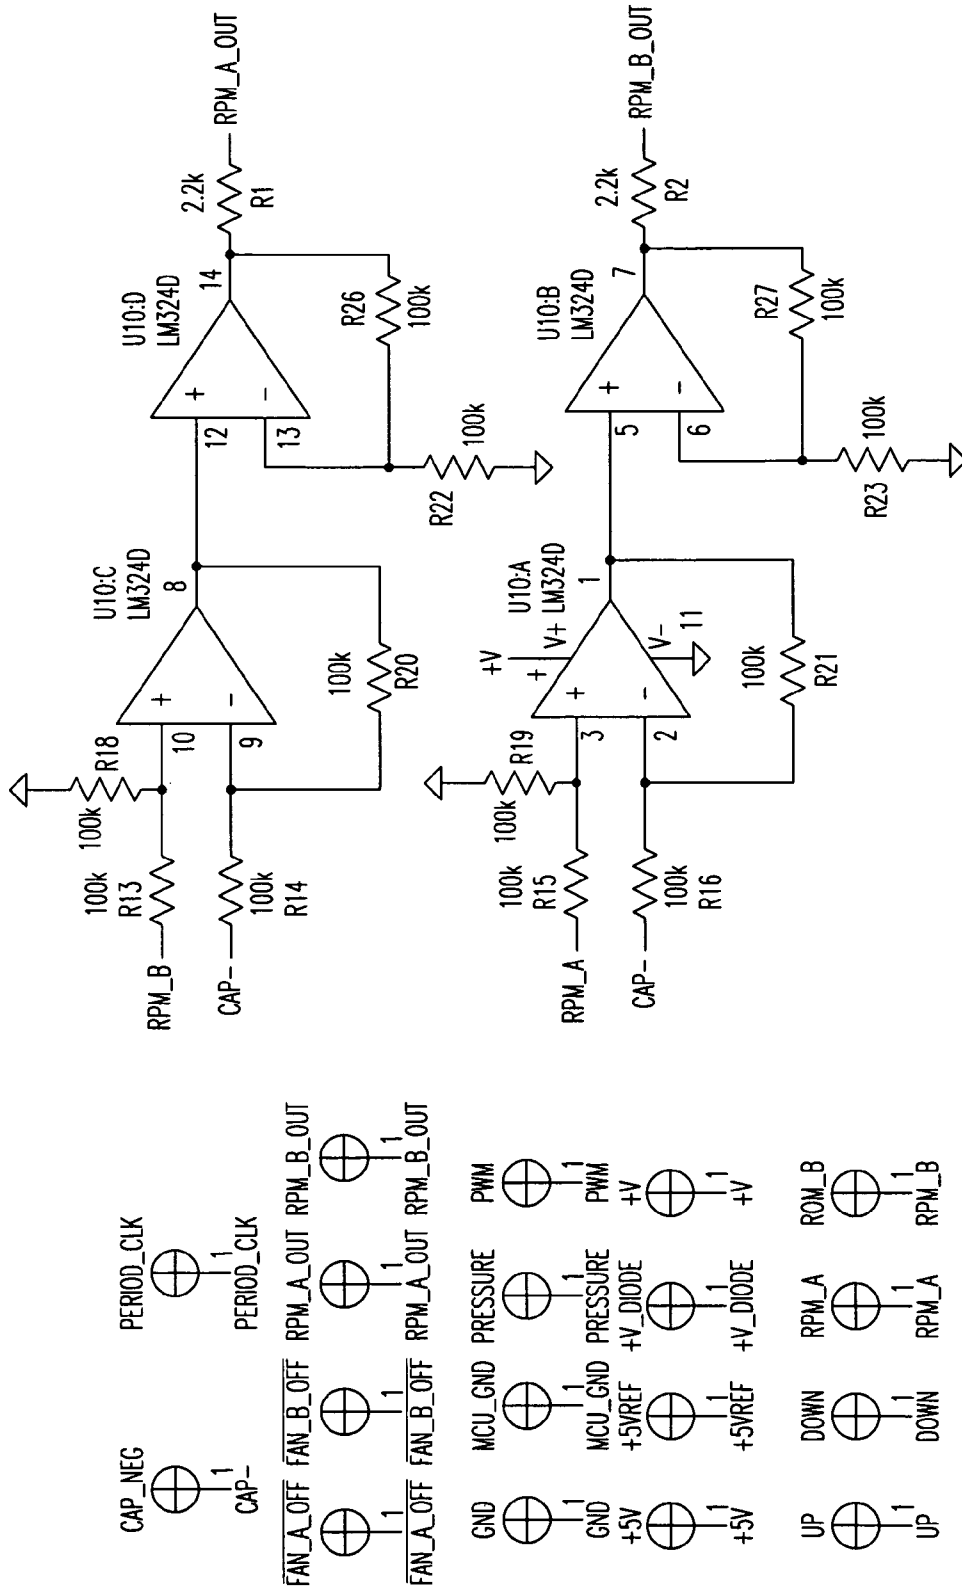 CAP_NEG
1
CAP-
PERIOD_CLK
1
PERIOD_CLK
FAN_A_OFF
1
FAN_A_OFF
FAN_B_OFF
1
FAN_B_OFF
RPM_A_OUT
1
RPM_A_OUT
RPM_B_OUT
1
RPM_B_OUT
GND
1
GND
MCU_GND
1
MCU_GND
PRESSURE
1
PRESSURE
PWM
1
PWM
+5V
1
+5V
+5VREF
1
+5VREF
+V_DIODE
1
+V_DIODE
+V
1
+V
UP
1
UP
DOWN
1
DOWN
RPM_A
1
RPM_A
ROM_B
1
RPM_B
RPM_B
100k
R13
100k
R18
CAP-
100k
R14
10
9
+
-
U10:C
LM324D
8
100k
R20
12
13
+
-
U10:D
LM324D
14
R26
100k
R22
100k
2.2k
R1
RPM_A_OUT
RPM_A
100k
R15
100k
R19
CAP-
100k
R16
3
2
+
-
+V
+
V+
V-
11
U10:A
LM324D
1
100k
R21
5
6
+
-
U10:B
LM324D
7
R27
100k
R23
100k
2.2k
R2
RPM_B_OUT